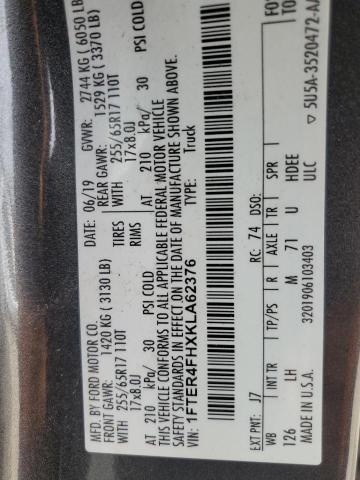 MFD. BY FORD MOTOR CO.
DATE: 06/19 GVWR: 2744 KG ( 6050 LB
FRONT GAWR: 1420 KG ( 3130 LB)
REAR GAWR: 1529 KG ( 3370 LB)
WITH 255/65R17 110T TIRES
WITH 255/65R17 110T
17x8.0J RIMS
17x8.0J
AT 210 kPa/ 30 PSI COLD
AT 210 kPa/ 30 PSI COLD
THIS VEHICLE CONFORMS TO ALL APPLICABLE FEDERAL MOTOR VEHICLE
SAFETY STANDARDS IN EFFECT ON THE DATE OF MANUFACTURE SHOWN ABOVE.
VIN: 1FTER4FHXKLA62376
TYPE: Truck
EXT PNT: J7 RC: 74 DSO:
WB INT TR TP/PS R AXLE TR SPR
126 LH M 71 U HDEE
3201906103403 ULC
MADE IN U.S.A.
▽ 5U5A-3520472-A